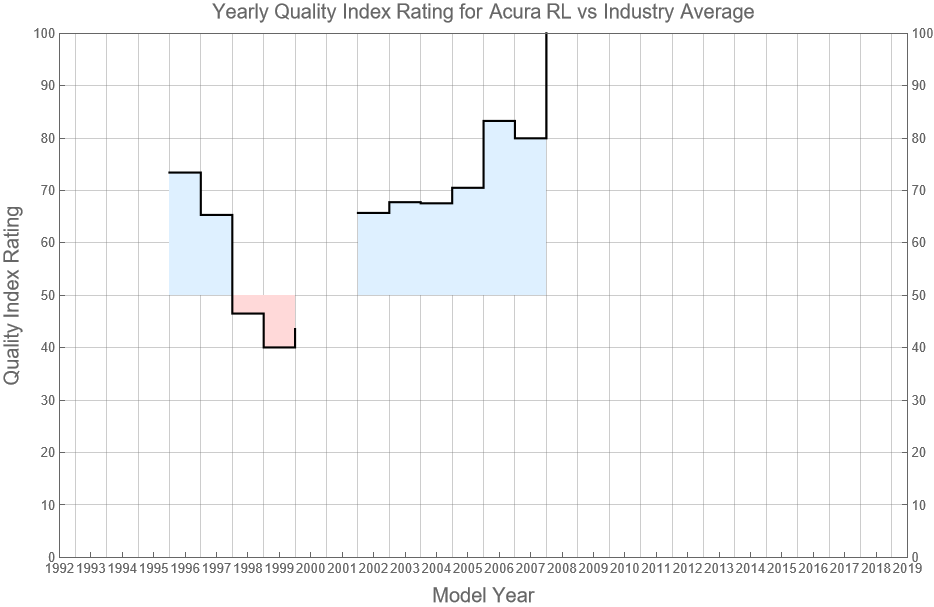 Yearly Quality Index Rating for Acura RL vs Industry Average
100 100
90 90
80 80
70 70
60 60
50 50
40 40
30 30
20 20
10 10
0 0
Quality Index Rating
1992 1993 1994 1995 1996 1997 1998 1999 2000 2001 2002 2003 2004 2005 2006 2007 2008 2009 2010 2011 2012 2013 2014 2015 2016 2017 2018 2019
Model Year